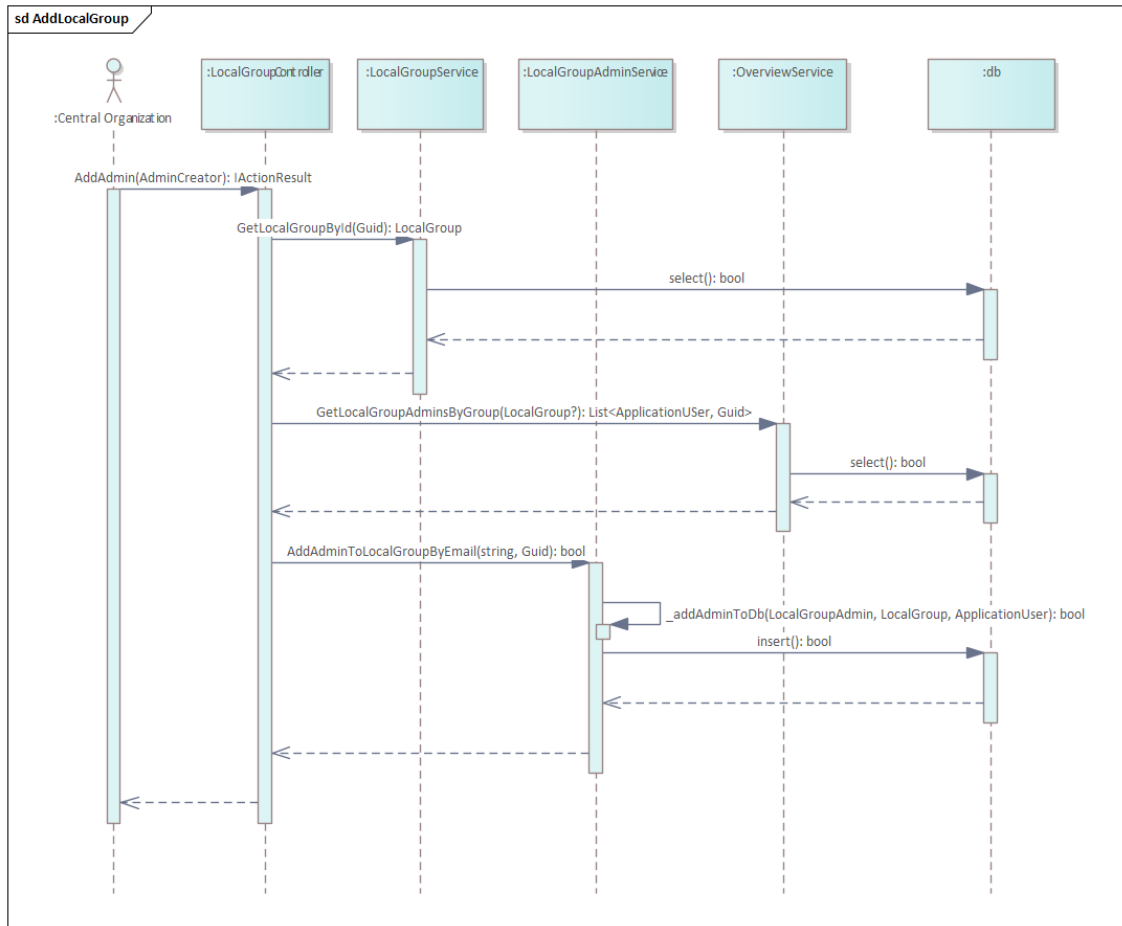 sd AddLocalGroup
:Central Organization
:LocalGroupController
:LocalGroupService
:LocalGroupAdminService
:OverviewService
:db
AddAdmin(AdminCreator): IActionResult
GetLocalGroupById(Guid): LocalGroup
select(): bool
GetLocalGroupAdminsByGroup(LocalGroup?): List<ApplicationUSer, Guid>
select(): bool
AddAdminToLocalGroupByEmail(string, Guid): bool
_addAdminToDb(LocalGroupAdmin, LocalGroup, ApplicationUser): bool
insert(): bool